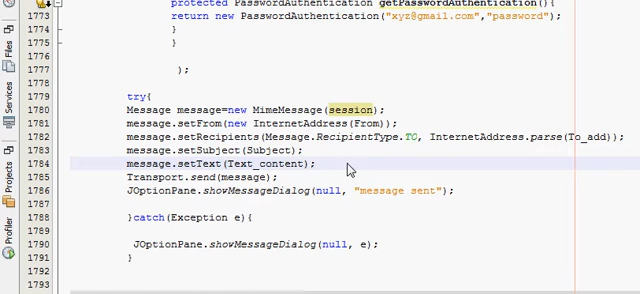 protected PasswordAuthentication getPasswordAuthentication(){
1773 return new PasswordAuthentication("xyz@gmail.com","password");
1774 }
1775 }
1776
1777 );
1778
1779 try{
1780 Message message=new MimeMessage(session);
1781 message.setFrom(new InternetAddress(From));
1782 message.setRecipients(Message.RecipientType.TO, InternetAddress.parse(To_add));
1783 message.setSubject(Subject);
1784 message.setText(Text_content);
1785 Transport.send(message);
1786 JOptionPane.showMessageDialog(null, "message sent");
1787
1788 }catch(Exception e){
1789
1790 JOptionPane.showMessageDialog(null, e);
1791 }
1792
1793
Files
Services
Projects
Profiler